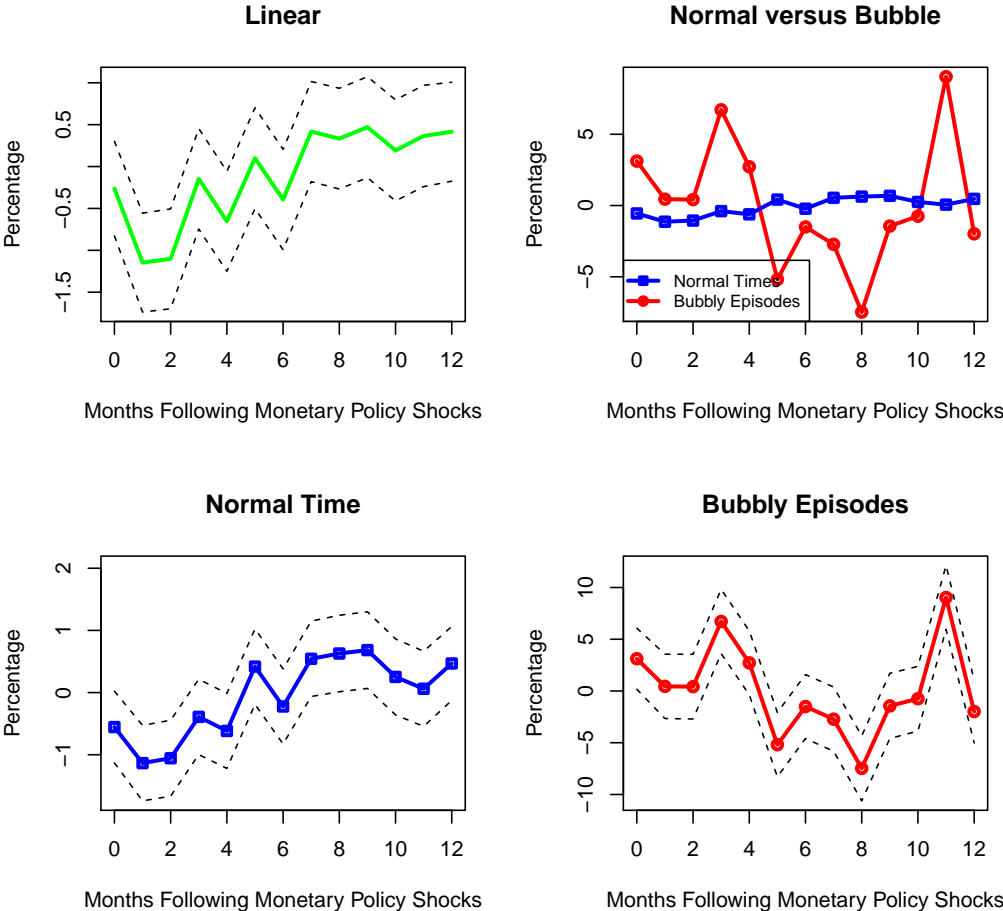 Linear
Percentage
0.5
−0.5
−1.5
0 2 4 6 8 10 12
Months Following Monetary Policy Shocks
Normal versus Bubble
Percentage
5
0
−5
Normal Times
Bubbly Episodes
0 2 4 6 8 10 12
Months Following Monetary Policy Shocks
Normal Time
Percentage
2
1
0
−1
0 2 4 6 8 10 12
Months Following Monetary Policy Shocks
Bubbly Episodes
Percentage
10
5
0
−5
−10
0 2 4 6 8 10 12
Months Following Monetary Policy Shocks